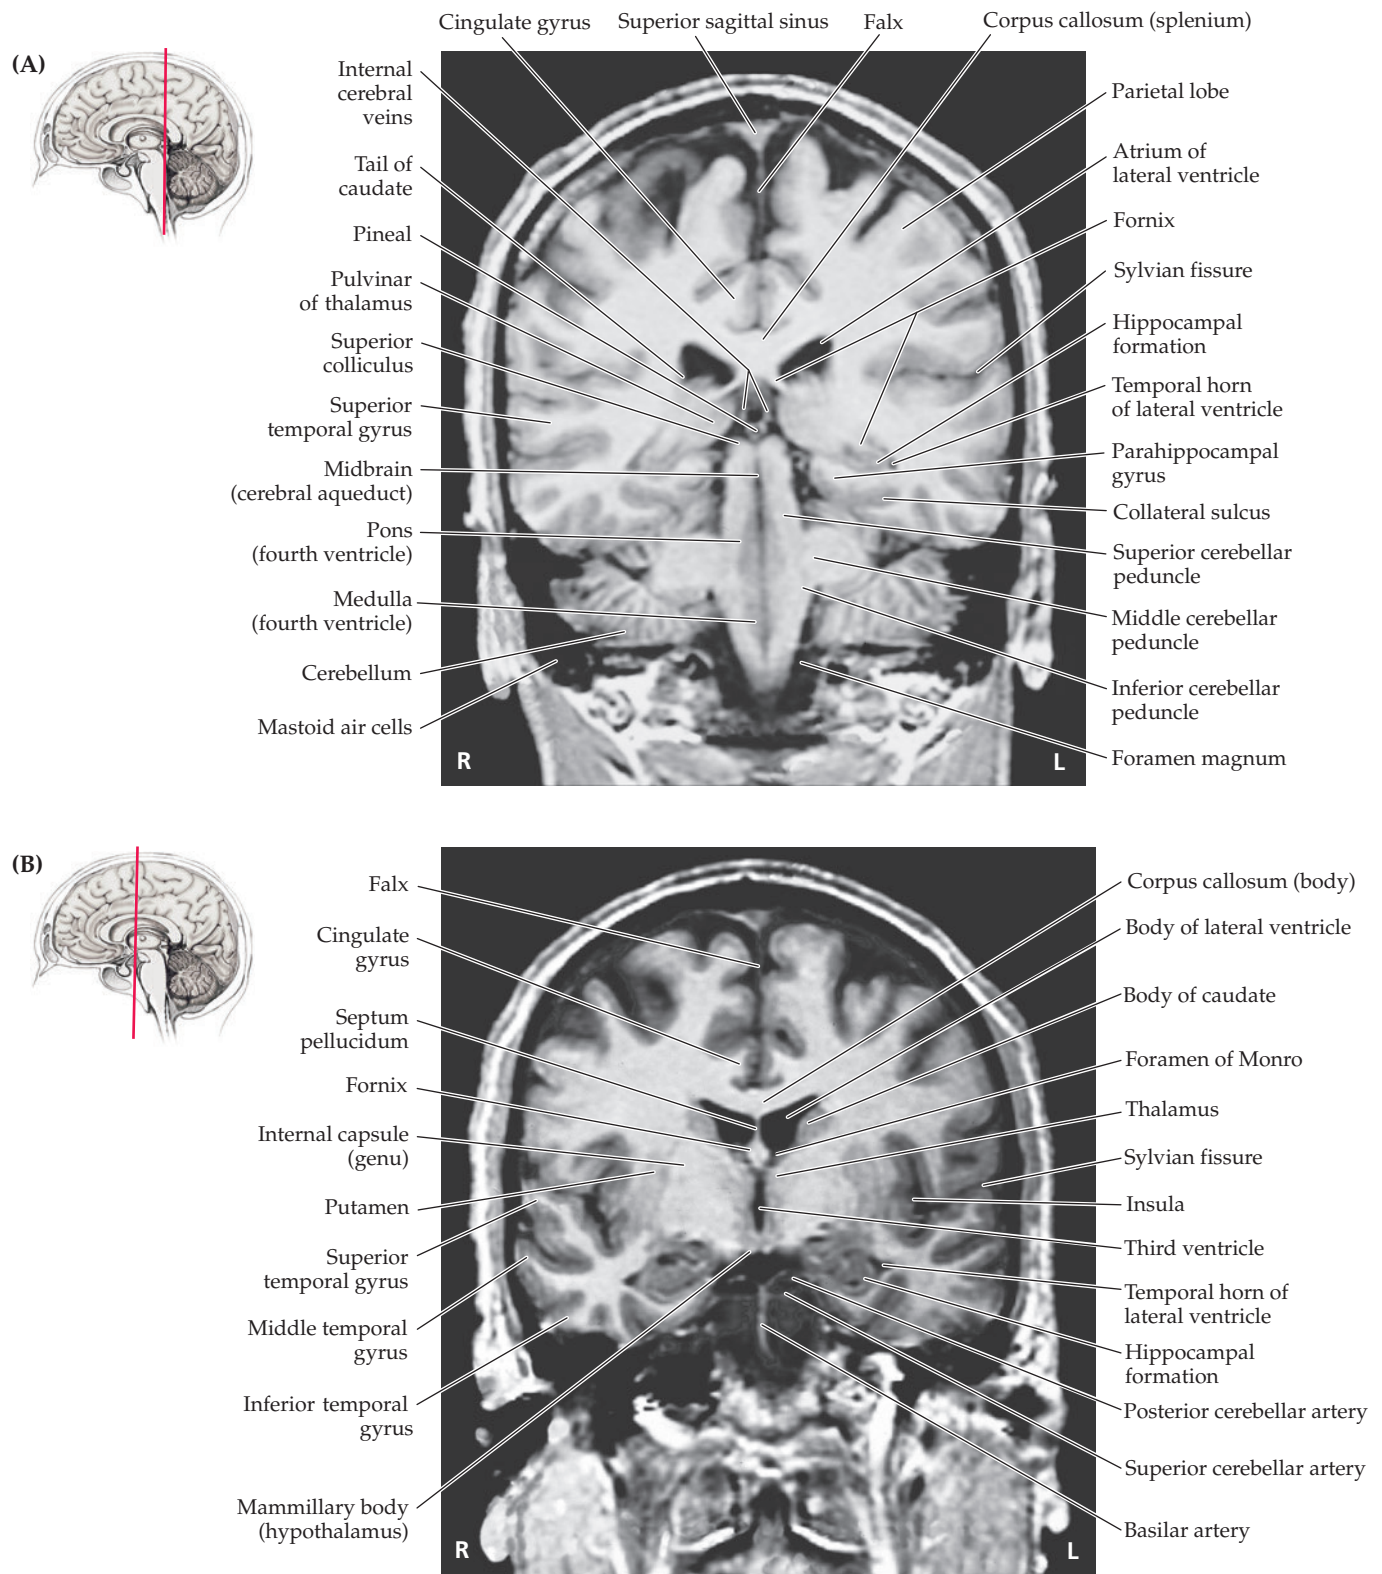 (A)
Cingulate gyrus
Superior sagittal sinus
Falx
Corpus callosum (splenium)
Internal
cerebral
veins
Tail of
caudate
Pineal
Pulvinar
of thalamus
Superior
colliculus
Superior
temporal gyrus
Midbrain
(cerebral aqueduct)
Pons
(fourth ventricle)
Medulla
(fourth ventricle)
Cerebellum
Mastoid air cells
Parietal lobe
Atrium of
lateral ventricle
Fornix
Sylvian fissure
Hippocampal
formation
Temporal horn
of lateral ventricle
Parahippocampal
gyrus
Collateral sulcus
Superior cerebellar
peduncle
Middle cerebellar
peduncle
Inferior cerebellar
peduncle
Foramen magnum
R
L
(B)
Falx
Cingulate
gyrus
Septum
pellucidum
Fornix
Internal capsule
(genu)
Putamen
Superior
temporal gyrus
Middle temporal
gyrus
Inferior temporal
gyrus
Mammillary body
(hypothalamus)
Corpus callosum (body)
Body of lateral ventricle
Body of caudate
Foramen of Monro
Thalamus
Sylvian fissure
Insula
Third ventricle
Temporal horn of
lateral ventricle
Hippocampal
formation
Posterior cerebellar artery
Superior cerebellar artery
Basilar artery
R
L